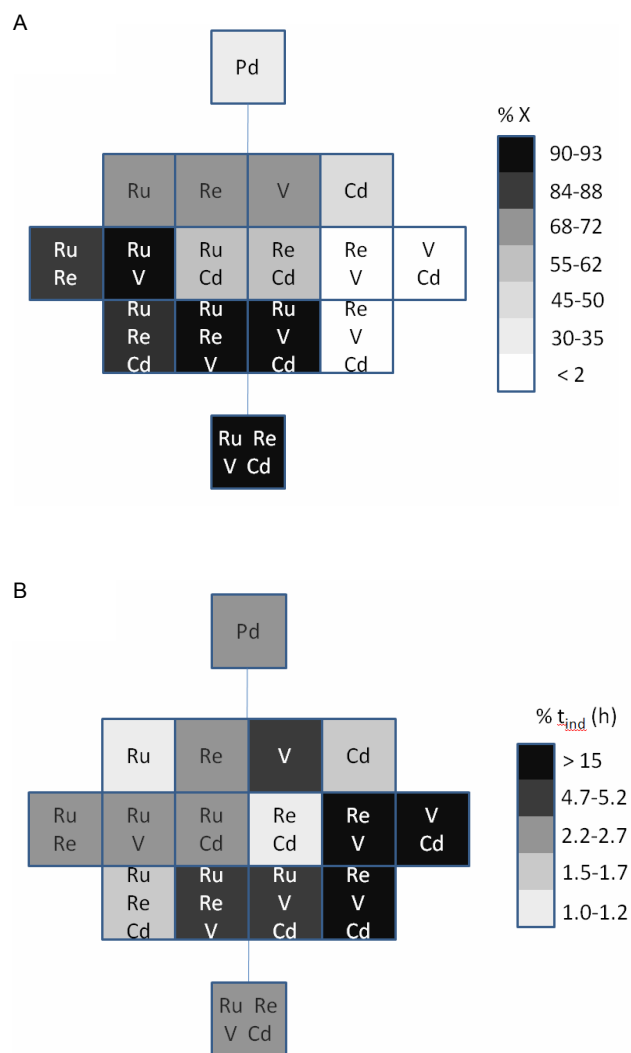 A
Pd
% X
90-93
84-88
68-72
55-62
45-50
30-35
< 2
Ru Re V Cd
Ru Ru Ru Re Re V
Re V Cd Cd V Cd
Ru Ru Ru Re
Re Re V V
Cd V Cd Cd
Ru Re
V Cd
B
Pd
% tind (h)
> 15
4.7-5.2
2.2-2.7
1.5-1.7
1.0-1.2
Ru Re V Cd
Ru Ru Ru Re Re V
Re V Cd Cd V Cd
Ru Ru Ru Re
Re Re V V
Cd V Cd Cd
Ru Re
V Cd